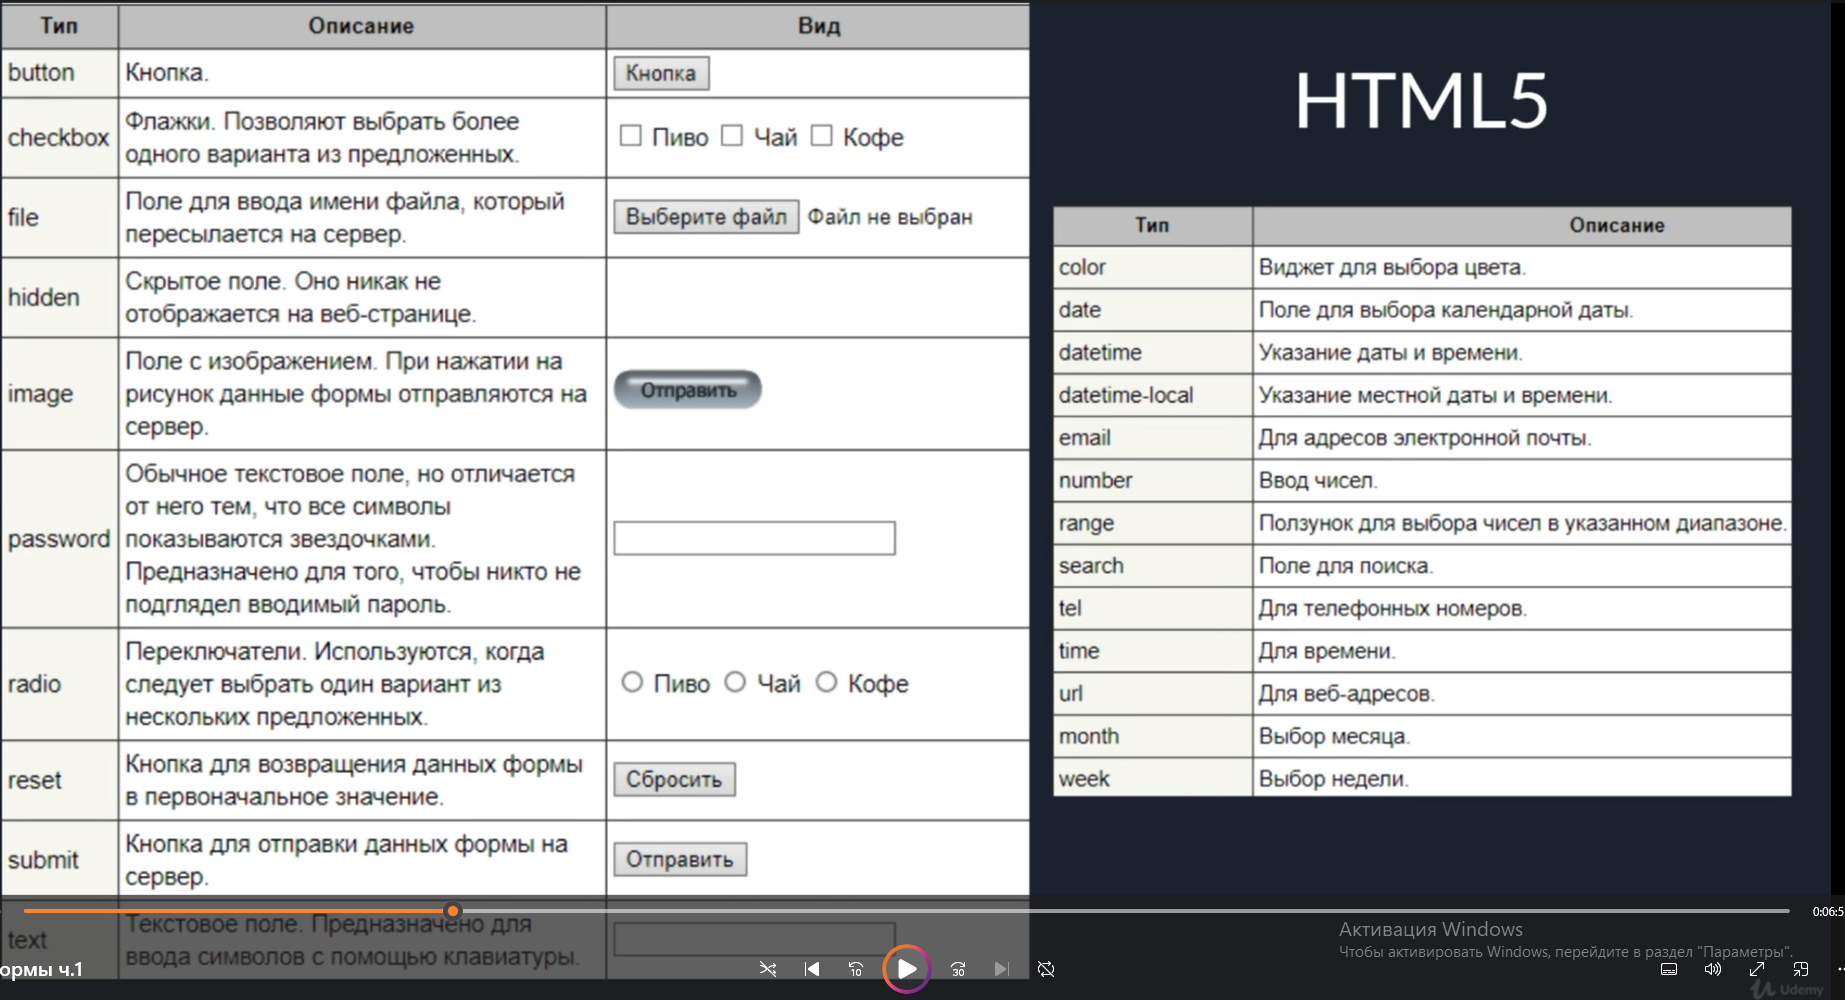 Тип Описание Вид
button Кнопка. Кнопка
checkbox Флажки. Позволяют выбрать более
одного варианта из предложенных. Пиво Чай Кофе
file Поле для ввода имени файла, который
пересылается на сервер. Выберите файл Файл не выбран
hidden Скрытое поле. Оно никак не
отображается на веб-странице.
image Поле с изображением. При нажатии на
рисунок данные формы отправляются на
сервер. Отправить
password Обычное текстовое поле, но отличается
от него тем, что все символы
показываются звездочками.
Предназначено для того, чтобы никто не
подглядел вводимый пароль.
radio Переключатели. Используются, когда
следует выбрать один вариант из
нескольких предложенных. Пиво Чай Кофе
reset Кнопка для возвращения данных формы
в первоначальное значение. Сбросить
submit Кнопка для отправки данных формы на
сервер. Отправить
text Текстовое поле. Предназначено для
ввода символов с помощью клавиатуры.
HTML5
Тип Описание
color Виджет для выбора цвета.
date Поле для выбора календарной даты.
datetime Указание даты и времени.
datetime-local Указание местной даты и времени.
email Для адресов электронной почты.
number Ввод чисел.
range Ползунок для выбора чисел в указанном диапазоне.
search Поле для поиска.
tel Для телефонных номеров.
time Для времени.
url Для веб-адресов.
month Выбор месяца.
week Выбор недели.
0:06:5
Активация Windows
Чтобы активировать Windows, перейдите в раздел "Параметры".
ормы ч.1
10
30
Udemy